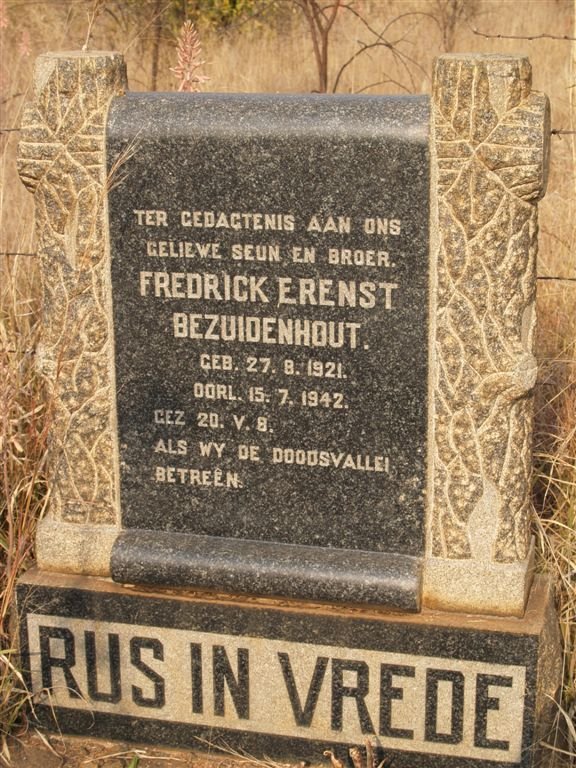 TER GEDAGTENIS AAN ONS
GELIEWE SEUN EN BROER.
FREDRICK ERENST
BEZUIDENHOUT.
GEB. 27. 8. 1921.
OORL. 15. 7. 1942.
GEZ 20. V. 8.
ALS WY DE DOODSVALLEI
BETREËN.
RUS IN VREDE